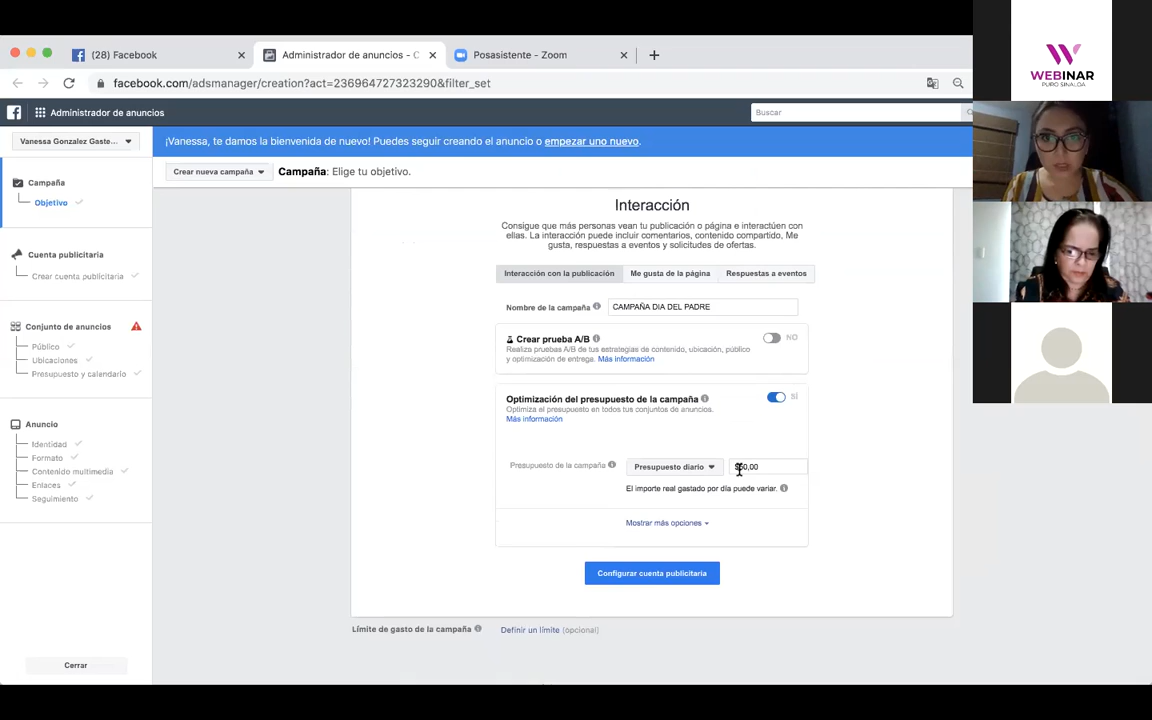 (28) Facebook
Administrador de anuncios - C
Posasistente - Zoom
facebook.com/adsmanager/creation?act=236964727323290&filter_set
Administrador de anuncios
Buscar
Vanessa Gonzalez Gaste...
¡Vanessa, te damos la bienvenida de nuevo! Puedes seguir creando el anuncio o empezar uno nuevo.
Crear nueva campaña
Campaña: Elige tu objetivo.
Campaña
Objetivo
Cuenta publicitaria
Crear cuenta publicitaria
Conjunto de anuncios
Público
Ubicaciones
Presupuesto y calendario
Anuncio
Identidad
Formato
Contenido multimedia
Enlaces
Seguimiento
Cerrar
Interacción
Consigue que más personas vean tu publicación o página e interactúen con
ellas. La interacción puede incluir comentarios, contenido compartido, Me
gusta, respuestas a eventos y solicitudes de ofertas.
Interacción con la publicación
Me gusta de la página
Respuestas a eventos
Nombre de la campaña
CAMPAÑA DIA DEL PADRE
Crear prueba A/B
NO
Realiza pruebas A/B de tus estrategias de contenido, ubicación, público
y optimización de entrega. Más información
Optimización del presupuesto de la campaña
SÍ
Optimiza el presupuesto en todos tus conjuntos de anuncios.
Más información
Presupuesto de la campaña
Presupuesto diario
El importe real gastado por día puede variar.
Mostrar más opciones
Configurar cuenta publicitaria
Límite de gasto de la campaña
Definir un límite (opcional)
WEBINAR
PURO SINALOA